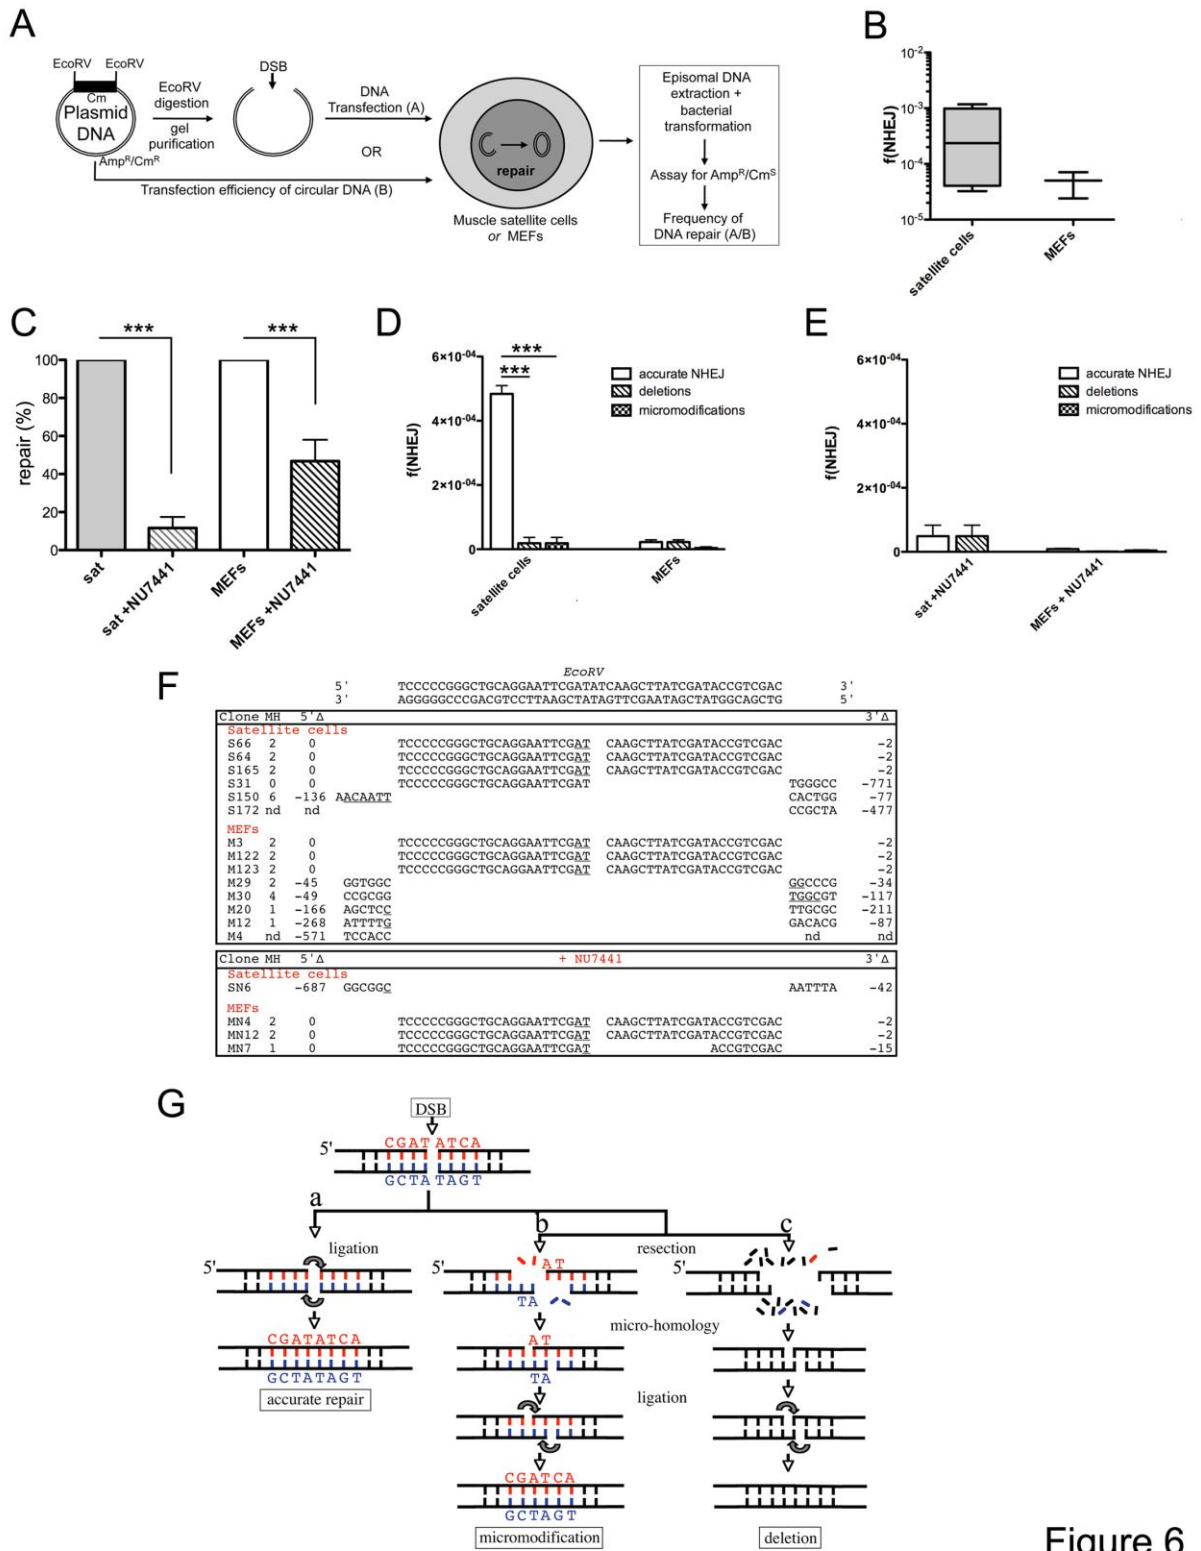 A
EcoRV EcoRV
Cm
Plasmid
DNA
Amp^R/Cm^R
EcoRV
digestion
gel
purification
DSB
DNA
Transfection (A)
OR
Transfection efficiency of circular DNA (B)
repair
Muscle satellite cells
or MEFs
Episomal DNA
extraction +
bacterial
transformation
Assay for Amp^R/Cm^S
Frequency of
DNA repair (A/B)
B
f(NHEJ)
10^-2
10^-3
10^-4
10^-5
satellite cells
MEFs
C
repair (%)
100
80
60
40
20
0
*** ***
sat
sat +NU7441
MEFs
MEFs +NU7441
D
f(NHEJ)
6×10^-04
4×10^-04
2×10^-04
0
***
***
accurate NHEJ
deletions
micromodifications
satellite cells
MEFs
E
f(NHEJ)
6×10^-04
4×10^-04
2×10^-04
0
accurate NHEJ
deletions
micromodifications
sat +NU7441
MEFs + NU7441
F
EcoRV
5' TCCCCCGGGCTGCAGGAATTCGATATCAAGCTTATCGATACCGTCGAC 3'
3' AGGGGGCCCGACGTCCTTAAGCTATAGTTCGAATAGCTATGGCAGCTG 5'
Clone MH 5'Δ 3'Δ
Satellite cells
S66 2 0 TCCCCCGGGCTGCAGGAATTCGAT CAAGCTTATCGATACCGTCGAC -2
S64 2 0 TCCCCCGGGCTGCAGGAATTCGAT CAAGCTTATCGATACCGTCGAC -2
S165 2 0 TCCCCCGGGCTGCAGGAATTCGAT CAAGCTTATCGATACCGTCGAC -2
S31 0 0 TCCCCCGGGCTGCAGGAATTCGAT TGGGCC -771
S150 6 -136 AACAATT CACTGG -77
S172 nd nd CCGCTA -477
MEFs
M3 2 0 TCCCCCGGGCTGCAGGAATTCGAT CAAGCTTATCGATACCGTCGAC -2
M122 2 0 TCCCCCGGGCTGCAGGAATTCGAT CAAGCTTATCGATACCGTCGAC -2
M123 2 0 TCCCCCGGGCTGCAGGAATTCGAT CAAGCTTATCGATACCGTCGAC -2
M29 2 -45 GGTGGC GGCCCG -34
M30 4 -49 CCGCGG TGGCGT -117
M20 1 -166 AGCTCC TTGCGC -211
M12 1 -268 ATTTTG GACACG -87
M4 nd -571 TCCACC nd nd
Clone MH 5'Δ + NU7441 3'Δ
Satellite cells
SN6 -687 GGCGGC AATTTA -42
MEFs
MN4 2 0 TCCCCCGGGCTGCAGGAATTCGAT CAAGCTTATCGATACCGTCGAC -2
MN12 2 0 TCCCCCGGGCTGCAGGAATTCGAT CAAGCTTATCGATACCGTCGAC -2
MN7 1 0 TCCCCCGGGCTGCAGGAATTCGAT ACCGTCGAC -15
G
DSB
5' CGAT ATCA
GCTA TAGT
a b c
ligation
resection
5' 5' AT 5'
TA
micro-homology
CGATATCA
GCTATAGT
accurate repair
AT
TA
ligation
CGATCA
GCTAGT
micromodification
deletion
Figure 6